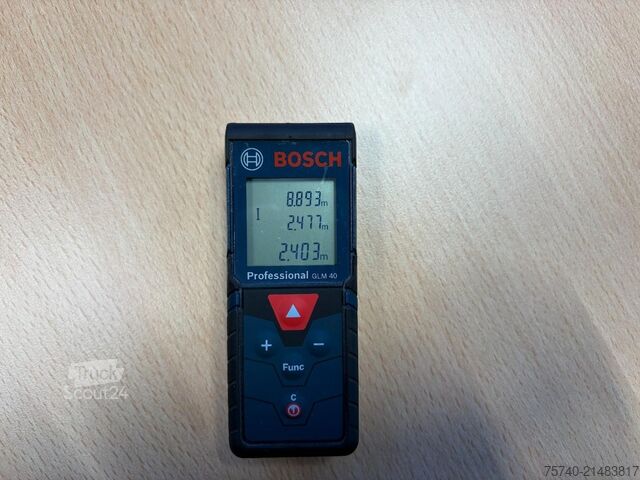 BOSCH
8.893m
2.477m
2.403m
Professional GLM 40
+ -
Func
C
Truck
Scout24
75740-21483817